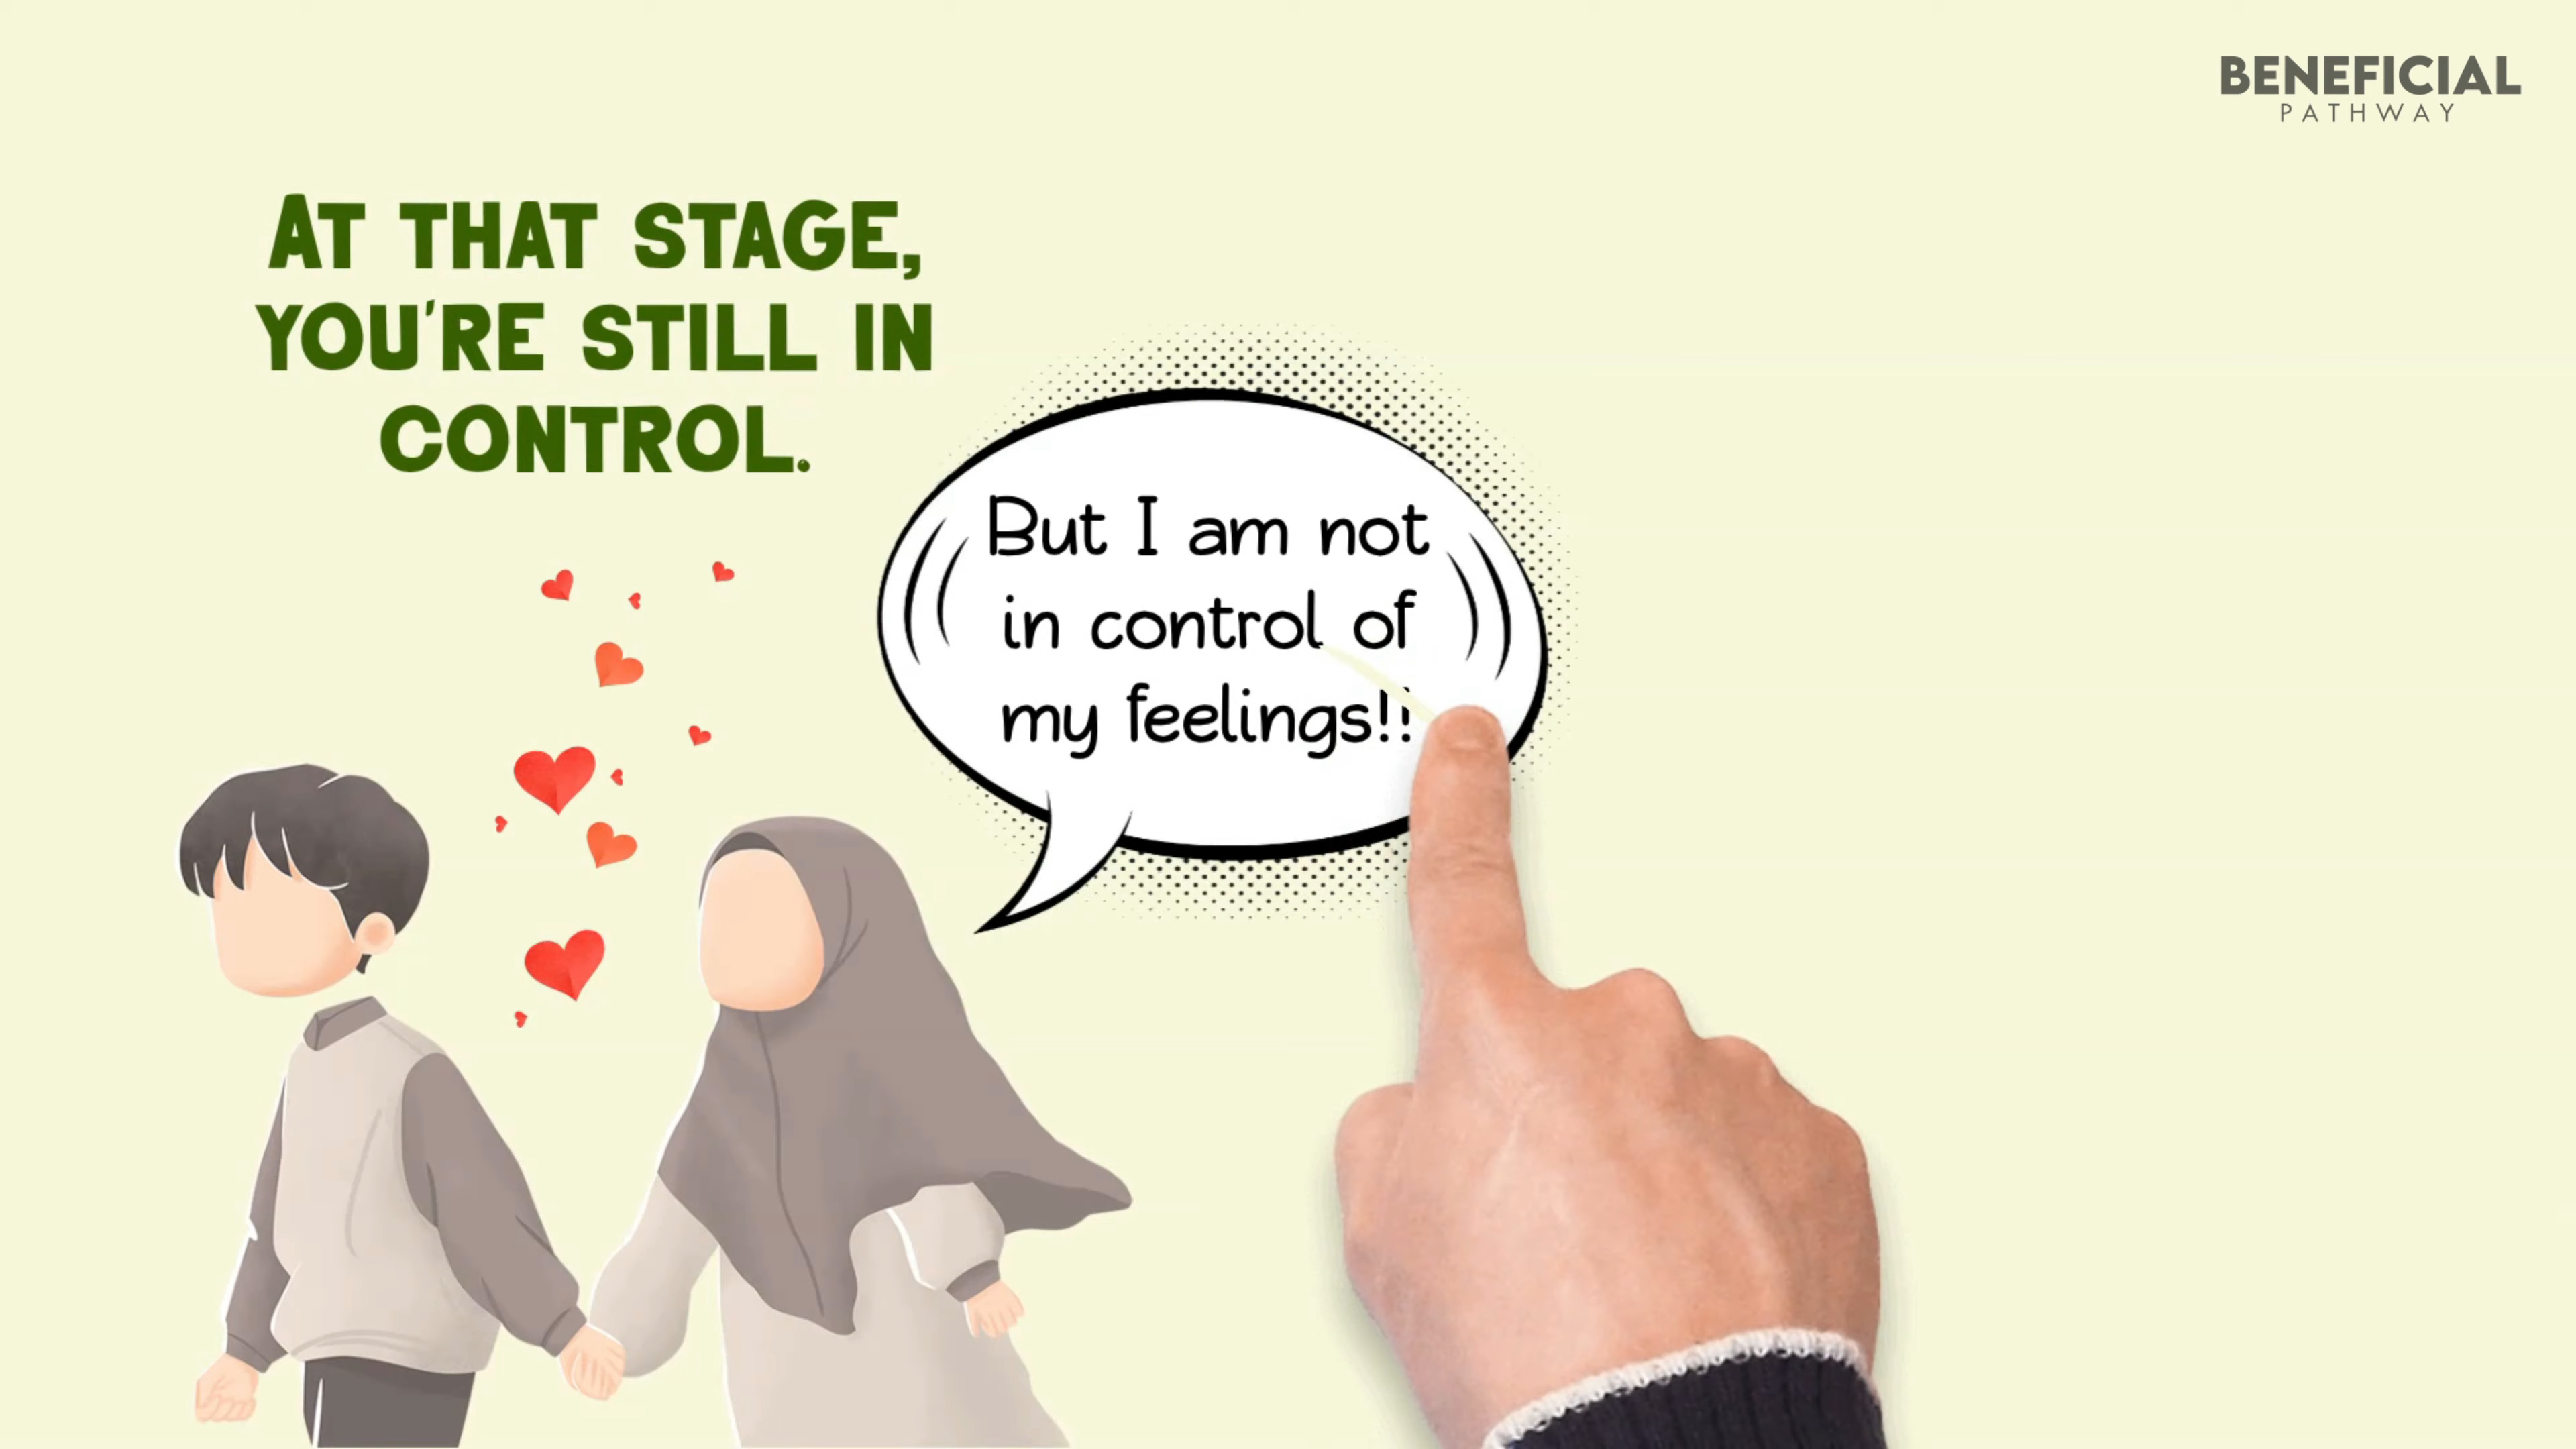 BENEFICIAL
PATHWAY
AT THAT STAGE,
YOU'RE STILL IN
CONTROL.
But I am not
in control of
my feelings!!